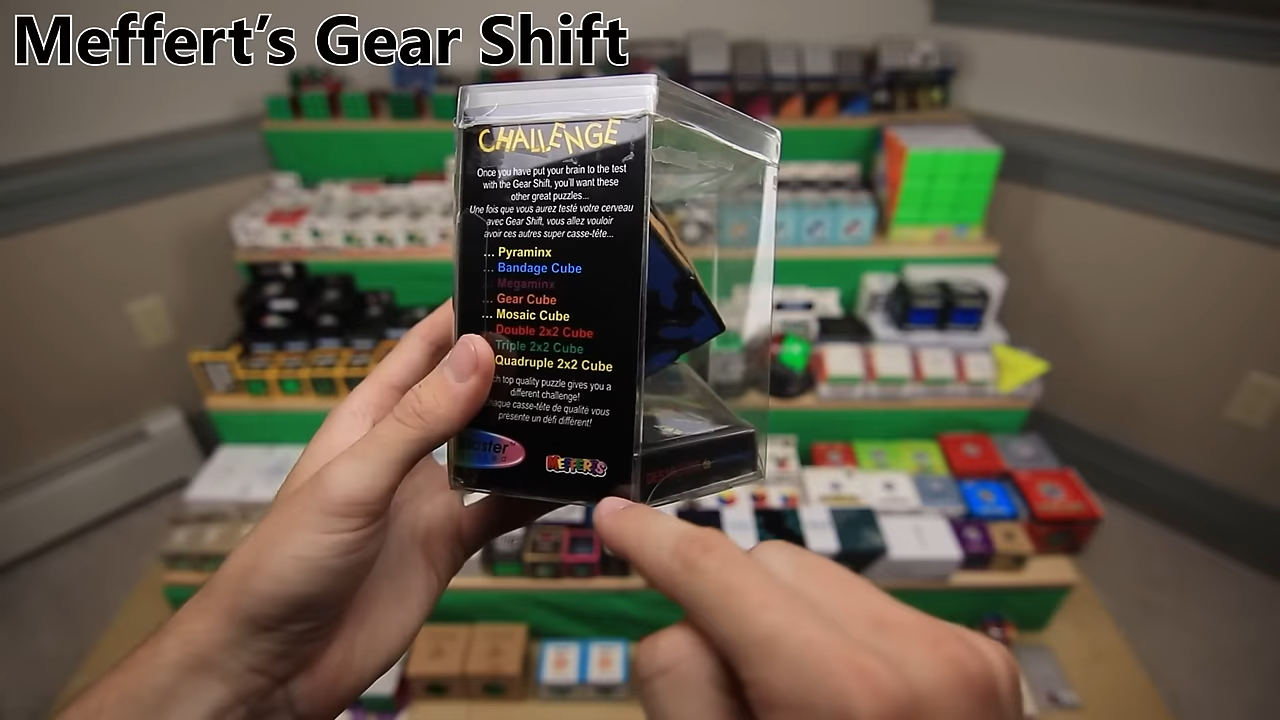 Meffert's Gear Shift
CHALLENGE
Once you have put your brain to the test
with the Gear Shift, you'll want these
other great puzzles...
Une fois que vous aurez testé votre cerveau
avec Gear Shift, vous allez vouloir
avoir ces autres super casse-tête...
... Pyraminx
... Bandage Cube
... Megaminx
... Gear Cube
... Mosaic Cube
Double 2x2 Cube
Triple 2x2 Cube
Quadruple 2x2 Cube
top quality puzzle gives you a
different challenge!
casse-tête de qualité vous
présente un défi différent!
MEFFERT'S